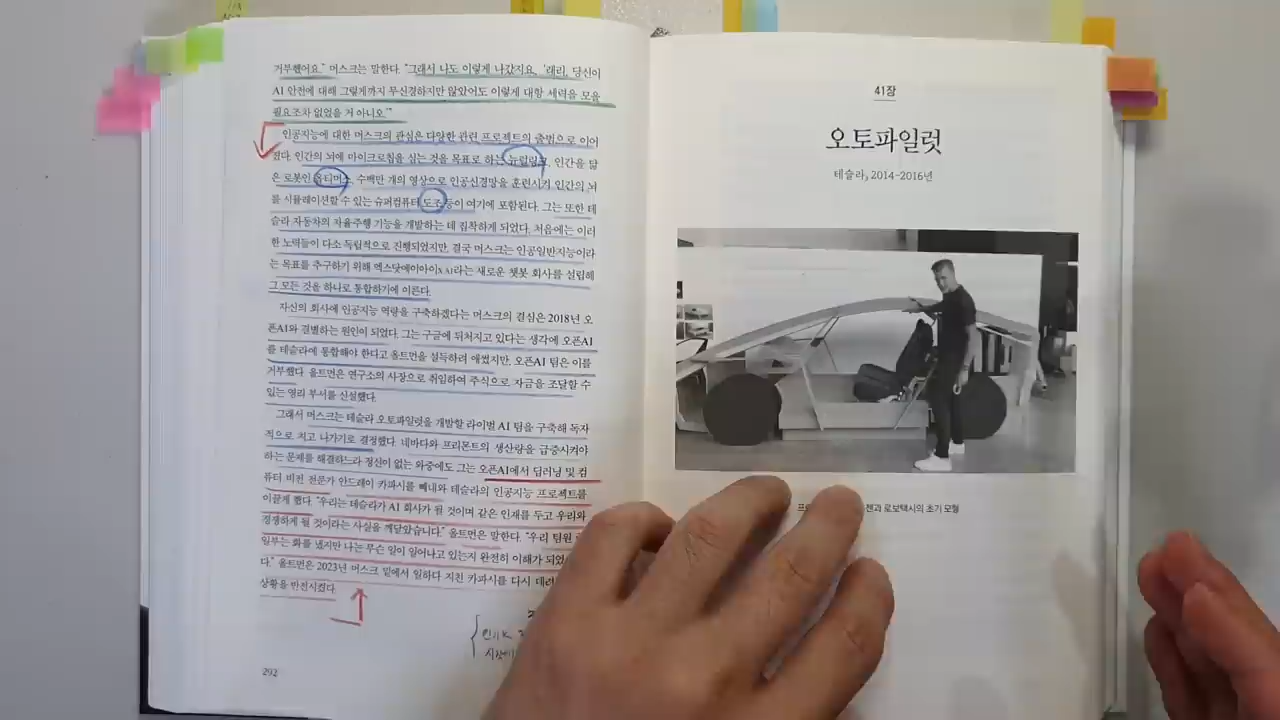 거부했어요.” 머스크는 말한다. “그래서 나도 이렇게 나갔지요. ‘래리, 당신이
AI 안전에 대해 그렇게까지 무신경하지만 않았어도 이렇게 대항 세력을 모을
필요조차 없었을 거 아니오.’”
인공지능에 대한 머스크의 관심은 다양한 관련 프로젝트의 출범으로 이어
졌다. 인간의 뇌에 마이크로칩을 심는 것을 목표로 하는 뉴럴링크, 인간을 닮
은 로봇인 옵티머스, 수백만 개의 영상으로 인공신경망을 훈련시켜 인간의 뇌
를 시뮬레이션할 수 있는 슈퍼컴퓨터 도조 등이 여기에 포함된다. 그는 또한 테
슬라 자동차의 자율주행 기능을 개발하는 데 집착하게 되었다. 처음에는 이러
한 노력들이 다소 독립적으로 진행되었지만, 결국 머스크는 인공일반지능이라
는 목표를 추구하기 위해 엑스닷에이아이X.AI라는 새로운 챗봇 회사를 설립해
그 모든 것을 하나로 통합하기에 이른다.
자신의 회사에 인공지능 역량을 구축하겠다는 머스크의 결심은 2018년 오
픈AI와 결별하는 원인이 되었다. 그는 구글에 뒤처지고 있다는 생각에 오픈AI
를 테슬라에 통합해야 한다고 올트먼을 설득하려 애썼지만, 오픈AI 팀은 이를
거부했다. 올트먼은 연구소의 사장으로 취임하여 주식으로 자금을 조달할 수
있는 영리 부서를 신설했다.
그래서 머스크는 테슬라 오토파일럿을 개발할 라이벌 AI 팀을 구축해 독자
적으로 치고 나가기로 결정했다. 네바다와 프리몬트의 생산량을 급증시켜야
하는 문제를 해결하느라 정신이 없는 와중에도 그는 오픈AI에서 딥러닝 및 컴
퓨터 비전 전문가 안드레이 카파시를 빼내와 테슬라의 인공지능 프로젝트를
이끌게 했다. “우리는 테슬라가 AI 회사가 될 것이며 같은 인재를 두고 우리와
경쟁하게 될 것이라는 사실을 깨달았습니다.” 올트먼은 말한다. “우리 팀원
일부는 화를 냈지만 나는 무슨 일이 일어나고 있는지 완전히 이해가 되었
다.” 올트먼은 2023년 머스크 밑에서 일하다 지친 카파시를 다시
상황을 반전시켰다.
292
41장
오토파일럿
테슬라, 2014-2016년
로보택시의 초기 모형